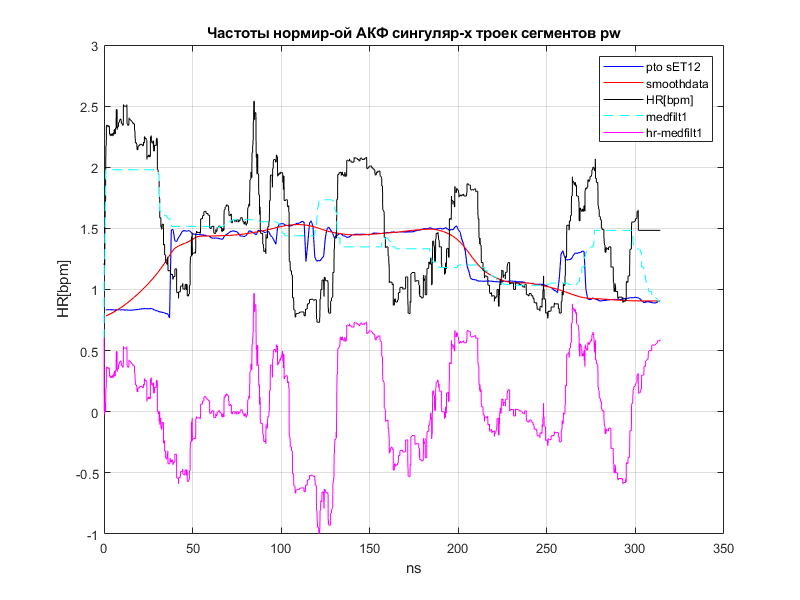 Частоты нормир-ой АКФ сингуляр-х троек сегментов pw
pto sET12
smoothdata
HR[bpm]
medfilt1
hr-medfilt1
3
2.5
2
1.5
1
0.5
0
-0.5
-1
HR[bpm]
0 50 100 150 200 250 300 350
ns